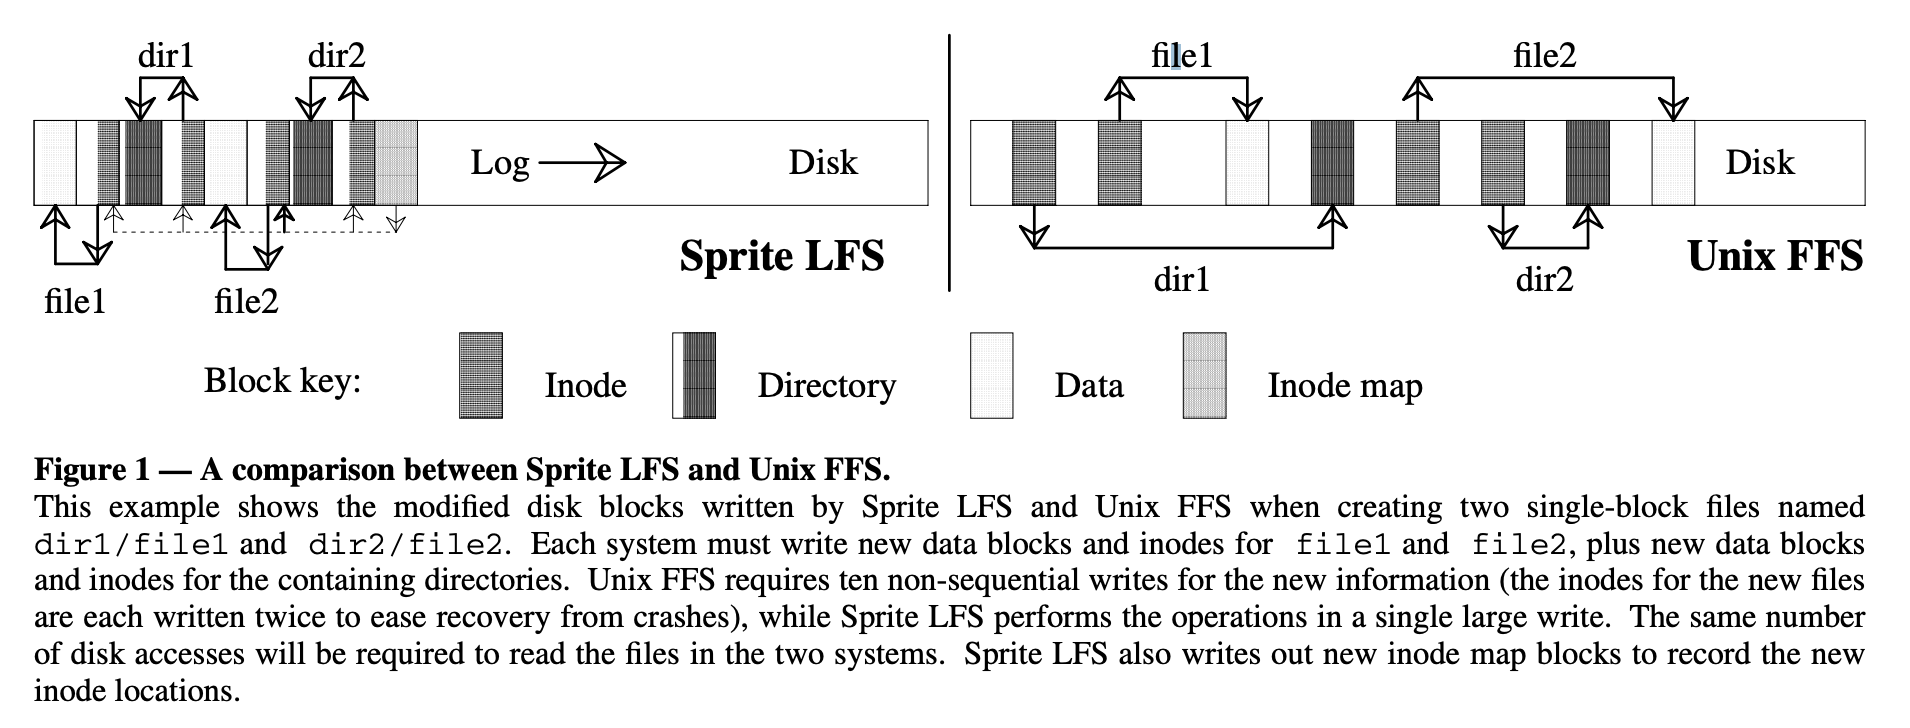 dir1
dir2
file1
file2
Log
Disk
Disk
Sprite LFS
Unix FFS
file1
file2
dir1
dir2
Block key:
Inode
Directory
Data
Inode map
Figure 1 — A comparison between Sprite LFS and Unix FFS.
This example shows the modified disk blocks written by Sprite LFS and Unix FFS when creating two single-block files named
dir1/file1 and dir2/file2. Each system must write new data blocks and inodes for file1 and file2, plus new data blocks
and inodes for the containing directories. Unix FFS requires ten non-sequential writes for the new information (the inodes for the new files
are each written twice to ease recovery from crashes), while Sprite LFS performs the operations in a single large write. The same number
of disk accesses will be required to read the files in the two systems. Sprite LFS also writes out new inode map blocks to record the new
inode locations.